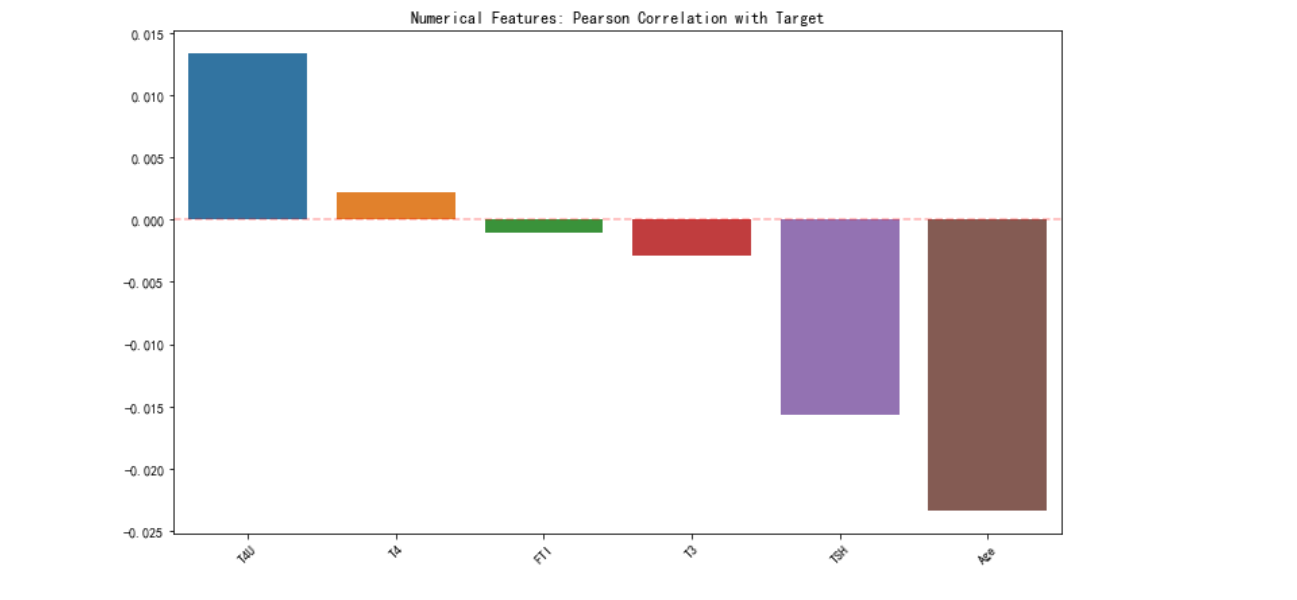 Numerical Features: Pearson Correlation with Target
0.015
0.010
0.005
0.000
−0.005
−0.010
−0.015
−0.020
−0.025
T4U
T4
FTI
T3
TSH
Age